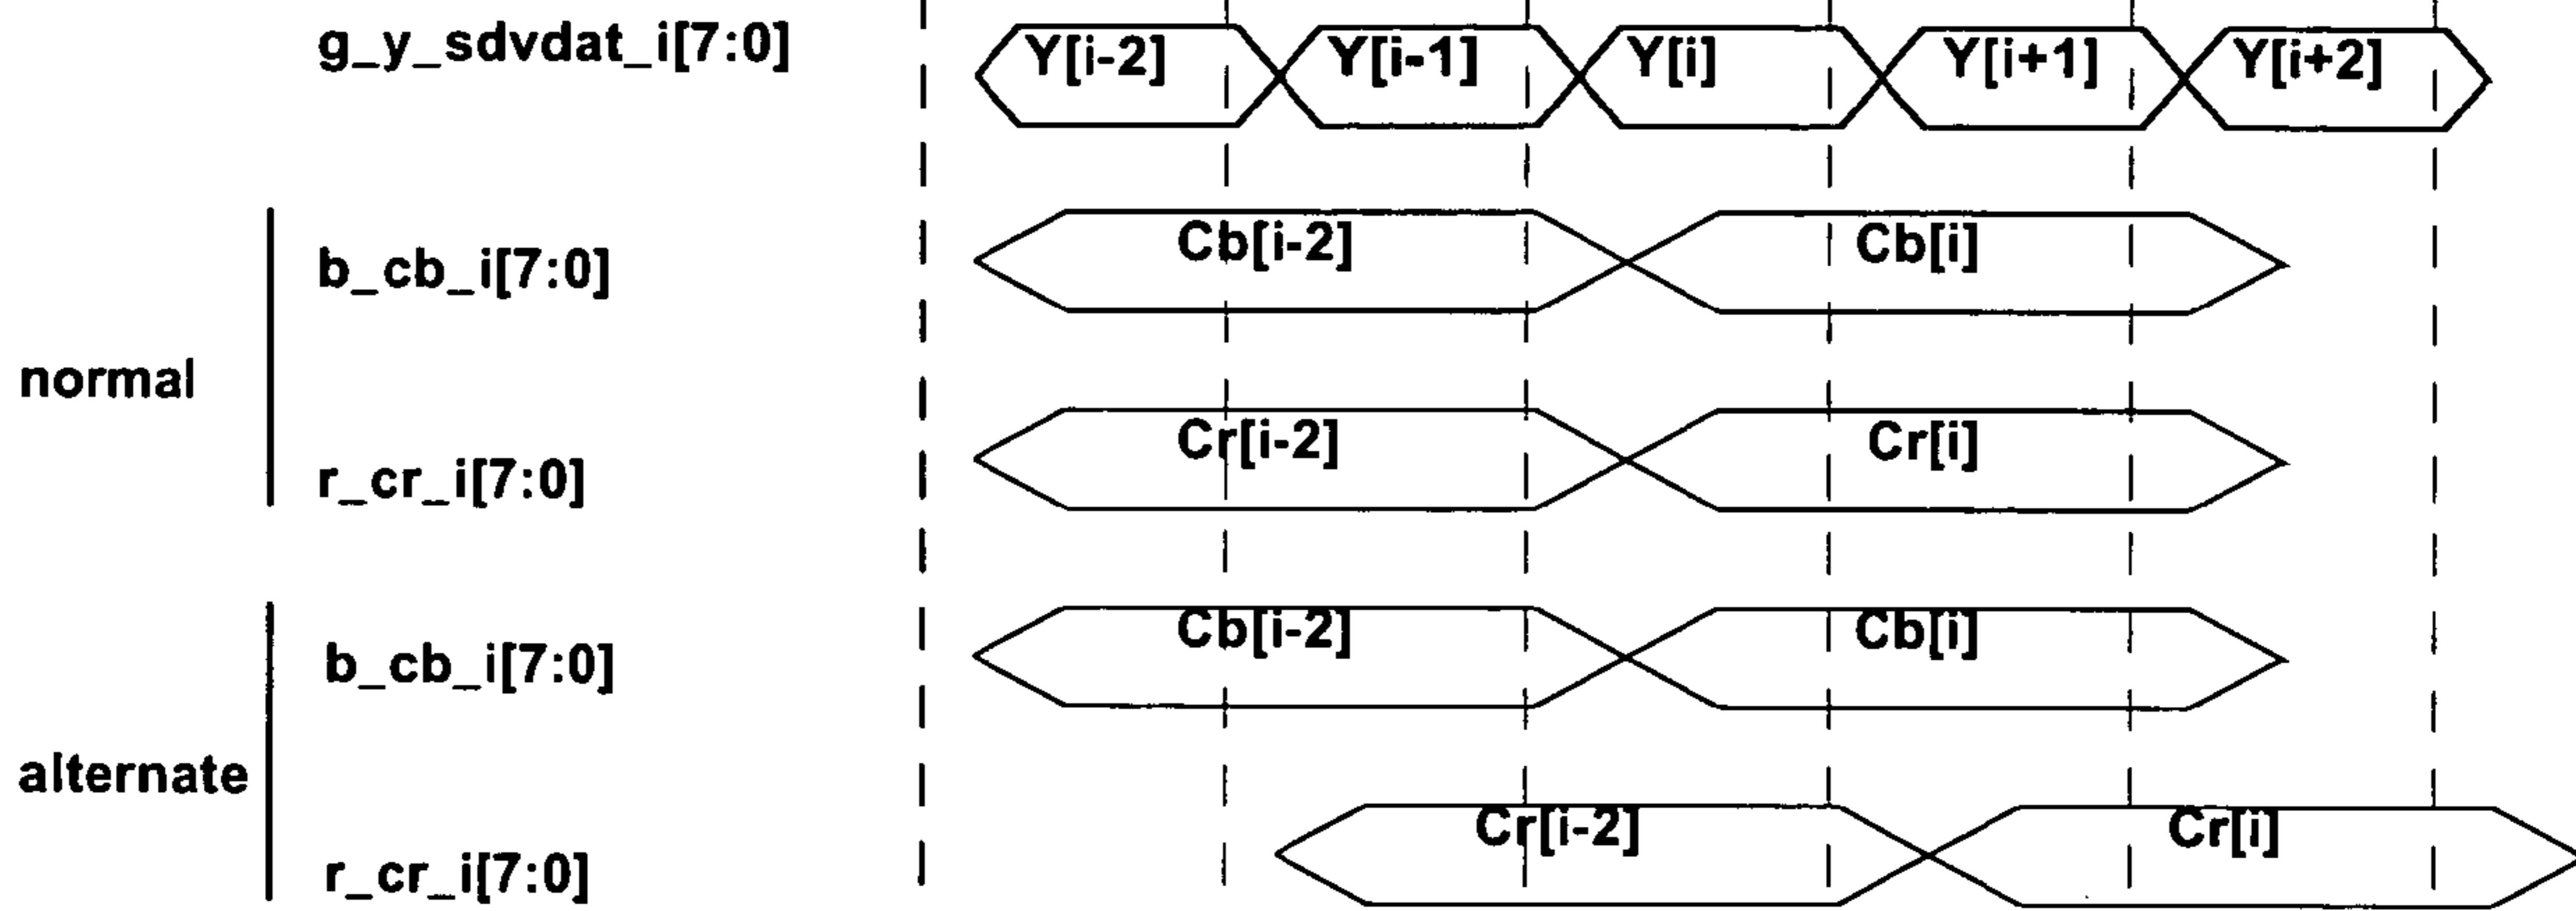 g_y_sdvdat_i[7:0] Y[i-2] Y[i-1] Y[i] Y[i+1] Y[i+2]
b_cb_i[7:0] Cb[i-2] Cb[i]
normal
r_cr_i[7:0] Cr[i-2] Cr[i]
b_cb_i[7:0] Cb[i-2] Cb[i]
alternate
r_cr_i[7:0] Cr[i-2] Cr[i]